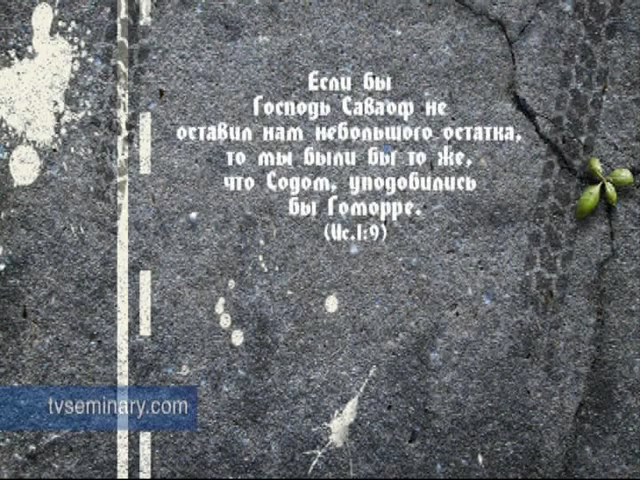 Если бы
Господь Саваоф не
оставил нам небольшого остатка,
то мы были бы то же,
что Содом, уподобились
бы Гоморре.
(Ис.1:9)
tvseminary.com